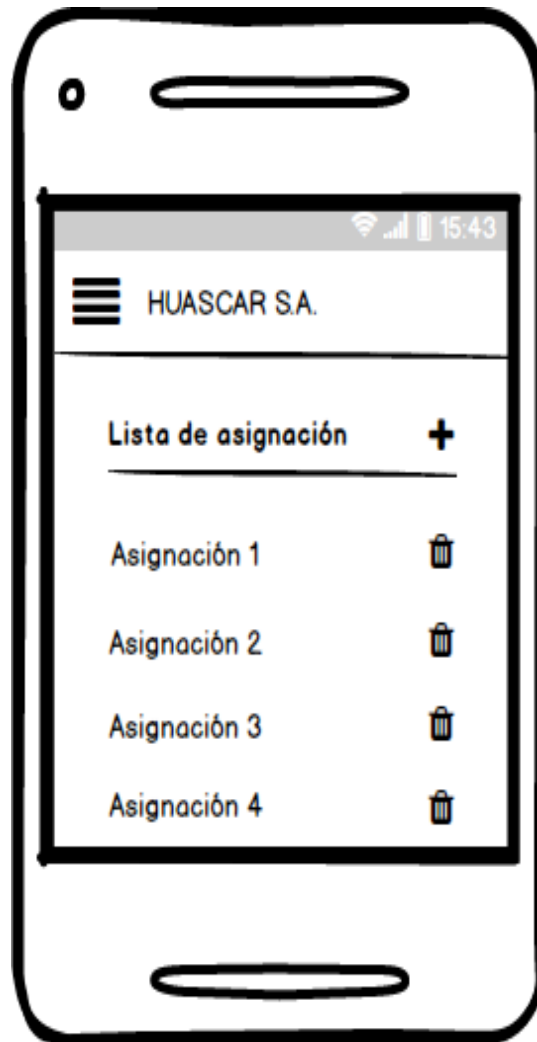 15:43
HUASCAR S.A.
Lista de asignación
Asignación 1
Asignación 2
Asignación 3
Asignación 4